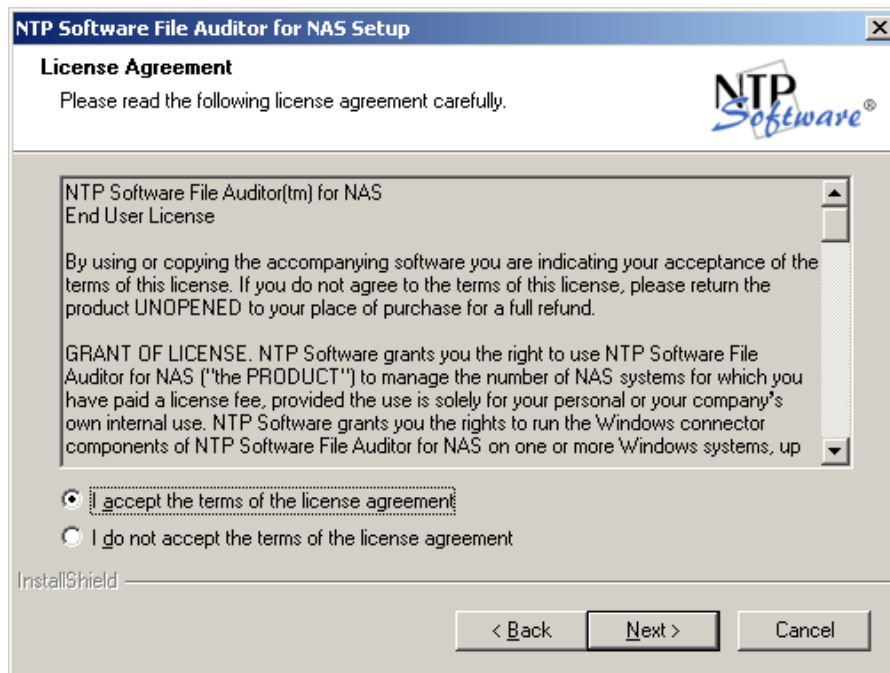 NTP Software File Auditor for NAS Setup
License Agreement
Please read the following license agreement carefully.
NTP
Software®
NTP Software File Auditor(tm) for NAS
End User License
By using or copying the accompanying software you are indicating your acceptance of the
terms of this license. If you do not agree to the terms of this license, please return the
product UNOPENED to your place of purchase for a full refund.
GRANT OF LICENSE. NTP Software grants you the right to use NTP Software File
Auditor for NAS ("the PRODUCT") to manage the number of NAS systems for which you
have paid a license fee, provided the use is solely for your personal or your company's
own internal use. NTP Software grants you the rights to run the Windows connector
components of NTP Software File Auditor for NAS on one or more Windows systems, up
I accept the terms of the license agreement
I do not accept the terms of the license agreement
InstallShield
< Back
Next >
Cancel